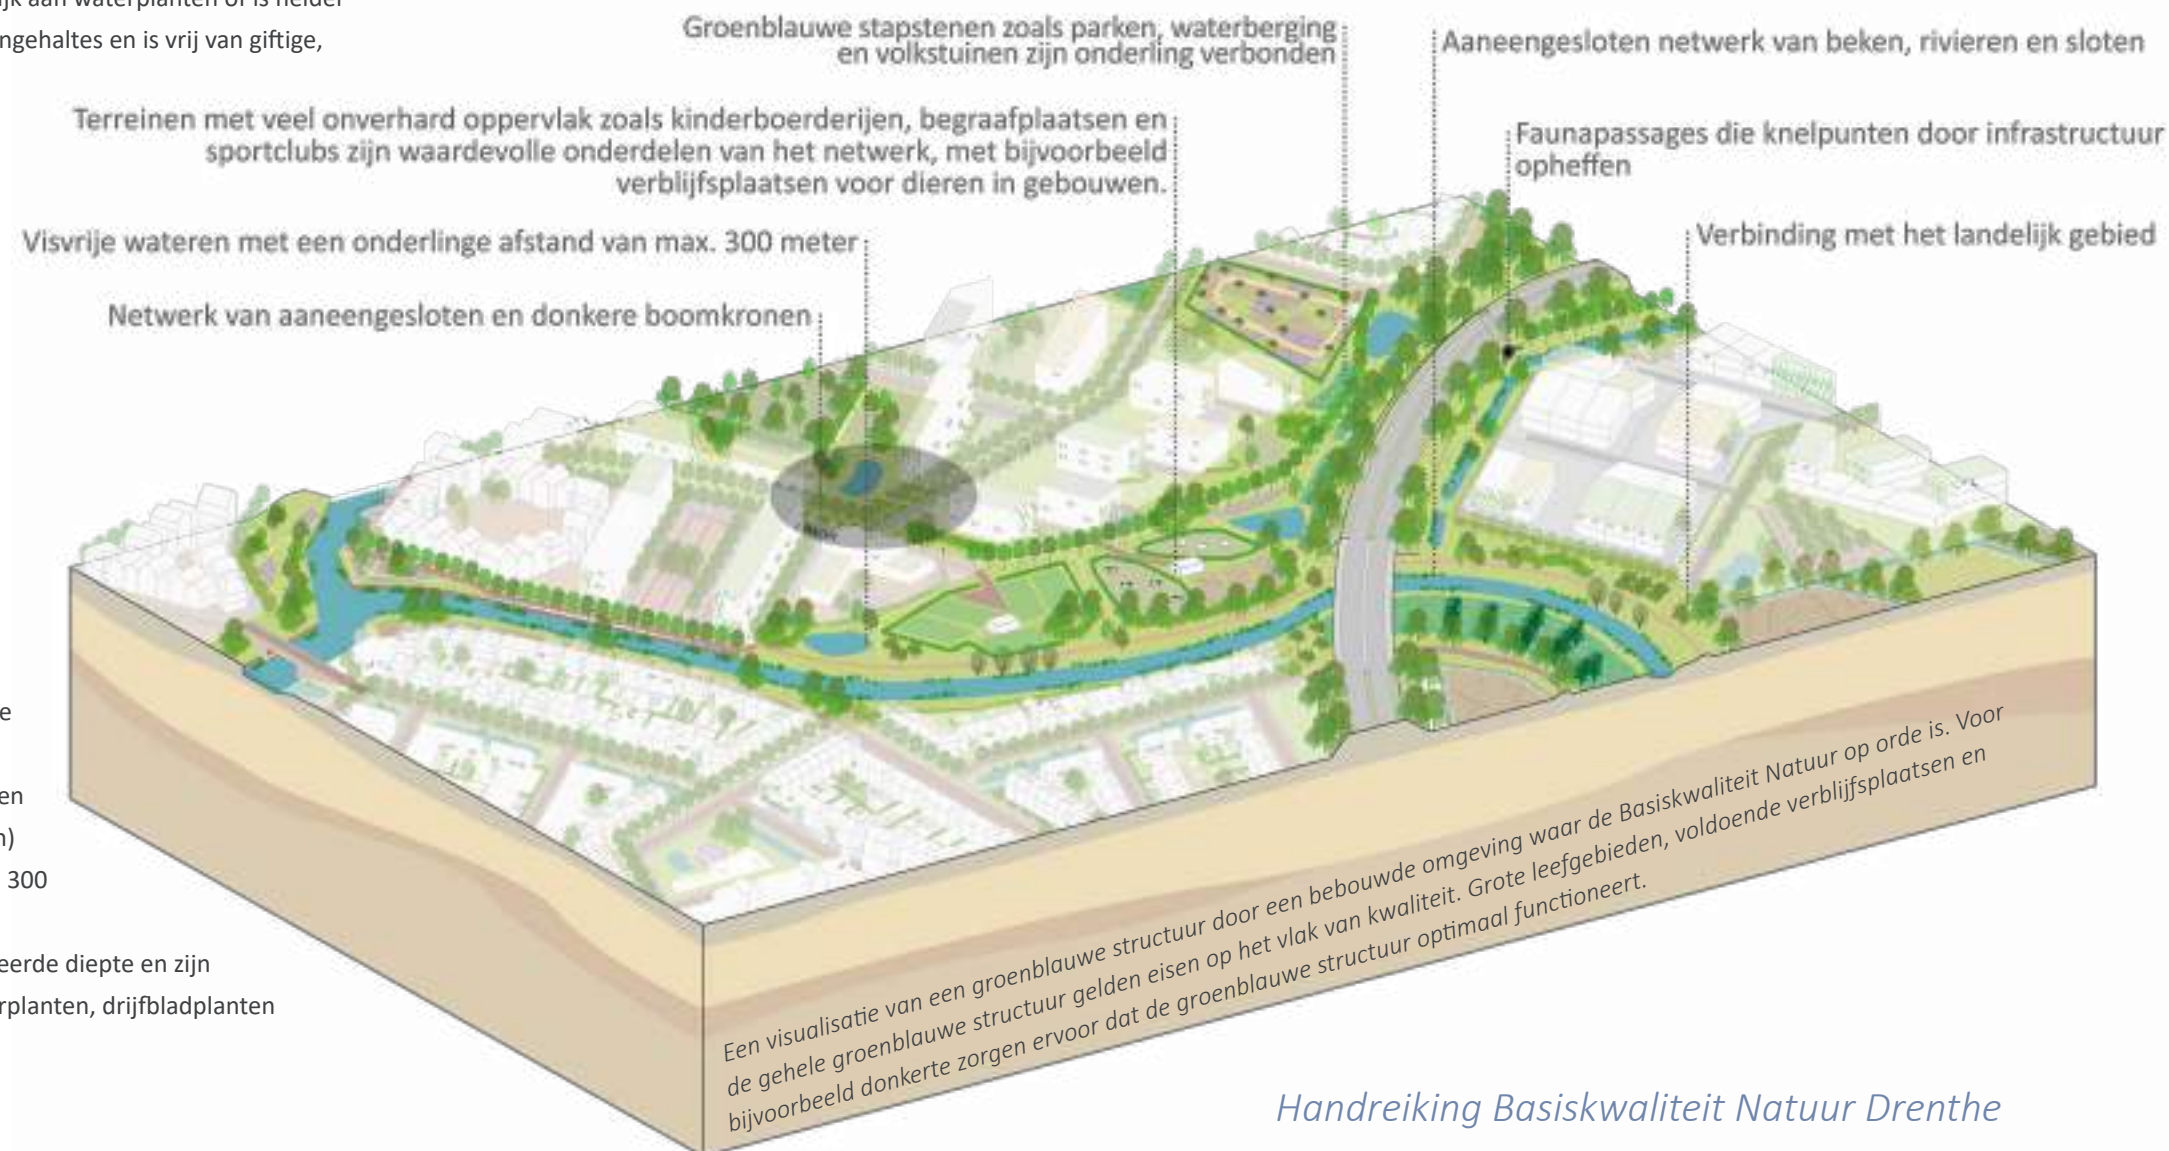 aan waterplanten of is helder
en is vrij van giftige,
Groenblauwe stapstenen zoals parken, waterberging
en volkstuinen zijn onderling verbonden
Aaneengesloten netwerk van beken, rivieren en sloten
Terreinen met veel onverhard oppervlak zoals kinderboerderijen, begraafplaatsen en
sportclubs zijn waardevolle onderdelen van het netwerk, met bijvoorbeeld
verblijfsplaatsen voor dieren in gebouwen.
Faunapassages die knelpunten door infrastructuur
opheffen
Visvrije wateren met een onderlinge afstand van max. 300 meter
Verbinding met het landelijk gebied
Netwerk van aaneengesloten en donkere boomkronen
e
en
)
300
eerde diepte en zijn
rplanten, drijfbladplanten
Een visualisatie van een groenblauwe structuur door een bebouwde omgeving waar de Basiskwaliteit Natuur op orde is. Voor
de gehele groenblauwe structuur gelden eisen op het vlak van kwaliteit. Grote leefgebieden, voldoende verblijfsplaatsen en
bijvoorbeeld donkerte zorgen ervoor dat de groenblauwe structuur optimaal functioneert.
Handreiking Basiskwaliteit Natuur Drenthe